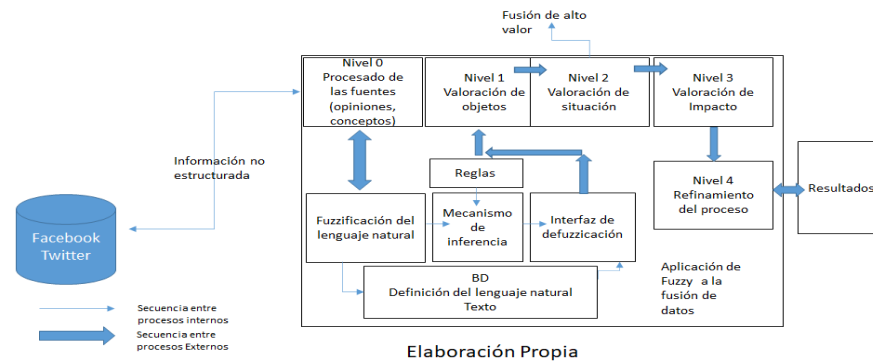 Fusión de alto
valor
Nivel 0
Procesado de
las fuentes
(opiniones,
conceptos)
Nivel 1
Valoración de
objetos
Nivel 2
Valoración de
situación
Nivel 3
Valoración de
Impacto
Información no
estructurada
Reglas
Nivel 4
Refinamiento
del proceso
Resultados
Facebook
Twitter
Fuzzificación del
lenguaje natural
Mecanismo
de
inferencia
Interfaz de
defuzzicación
BD
Definición del lenguaje natural
Texto
Aplicación de
Fuzzy a la
fusión de
datos
Secuencia entre
procesos internos
Secuencia entre
procesos Externos
Elaboración Propia